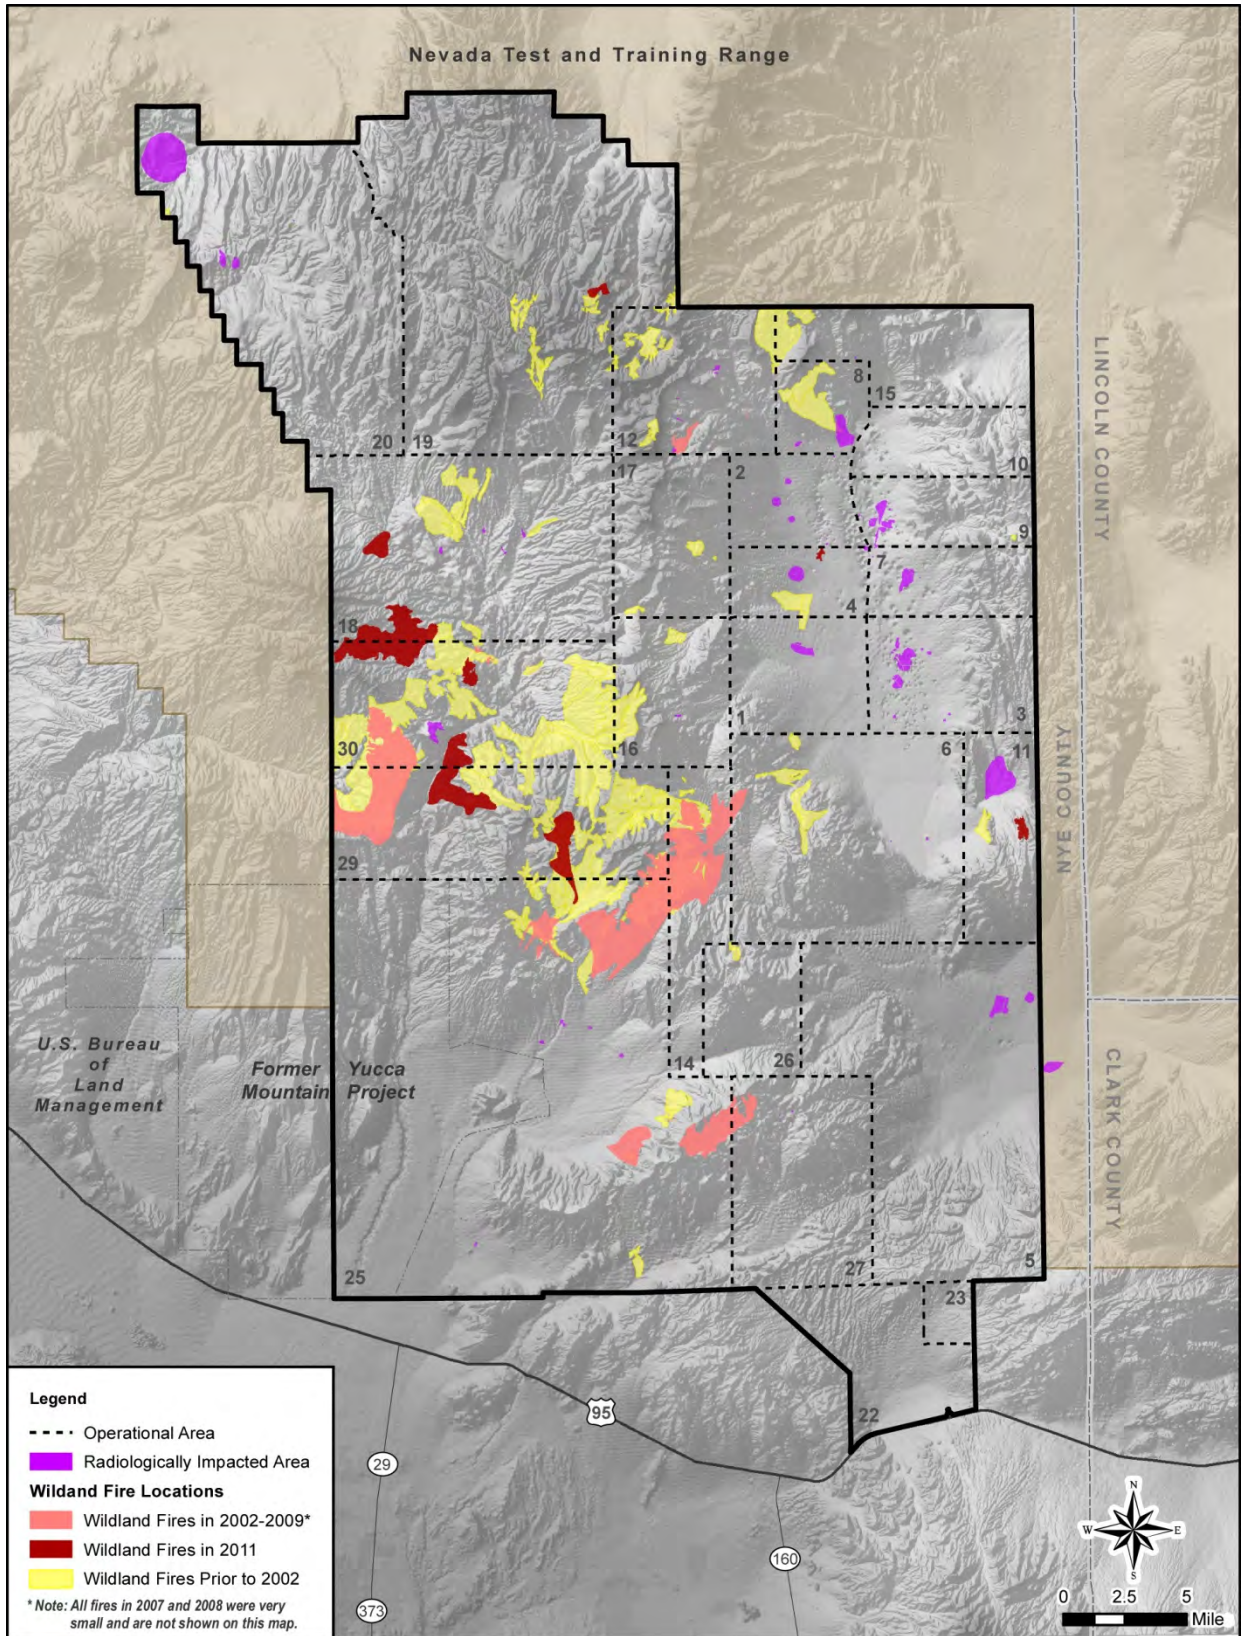 Nevada Test and Training Range
LINCOLN COUNTY
NYE COUNTY
CLARK COUNTY
8
15
20
19
12
17
2
10
9
7
4
18
30
16
1
6
3
11
29
U.S. Bureau
of
Land
Management
Former Yucca
Mountain Project
14
26
25
27
5
23
22
95
29
160
373
Legend
Operational Area
Radiologically Impacted Area
Wildland Fire Locations
Wildland Fires in 2002-2009*
Wildland Fires in 2011
Wildland Fires Prior to 2002
* Note: All fires in 2007 and 2008 were very
small and are not shown on this map.
N
W
E
S
0 2.5 5
Mile